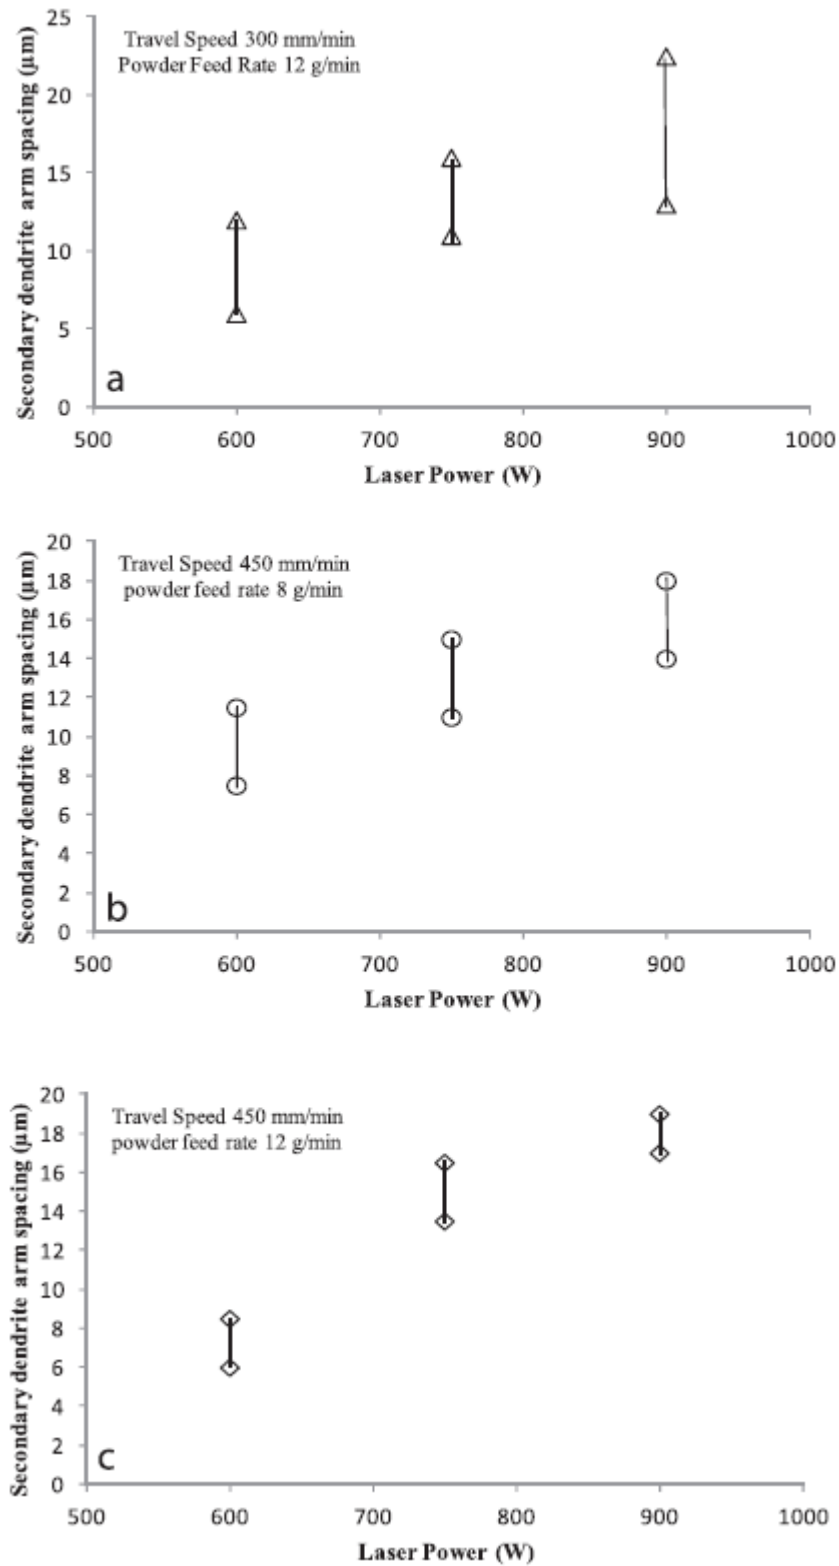 25
20
15
10
5
0
Secondary dendrite arm spacing (μm)
Travel Speed 300 mm/min
Powder Feed Rate 12 g/min
a
500 600 700 800 900 1000
Laser Power (W)
20
18
16
14
12
10
8
6
4
2
0
Secondary dendrite arm spacing (μm)
Travel Speed 450 mm/min
powder feed rate 8 g/min
b
500 600 700 800 900 1000
Laser Power (W)
20
18
16
14
12
10
8
6
4
2
0
Secondary dendrite arm spacing (μm)
Travel Speed 450 mm/min
powder feed rate 12 g/min
c
500 600 700 800 900 1000
Laser Power (W)